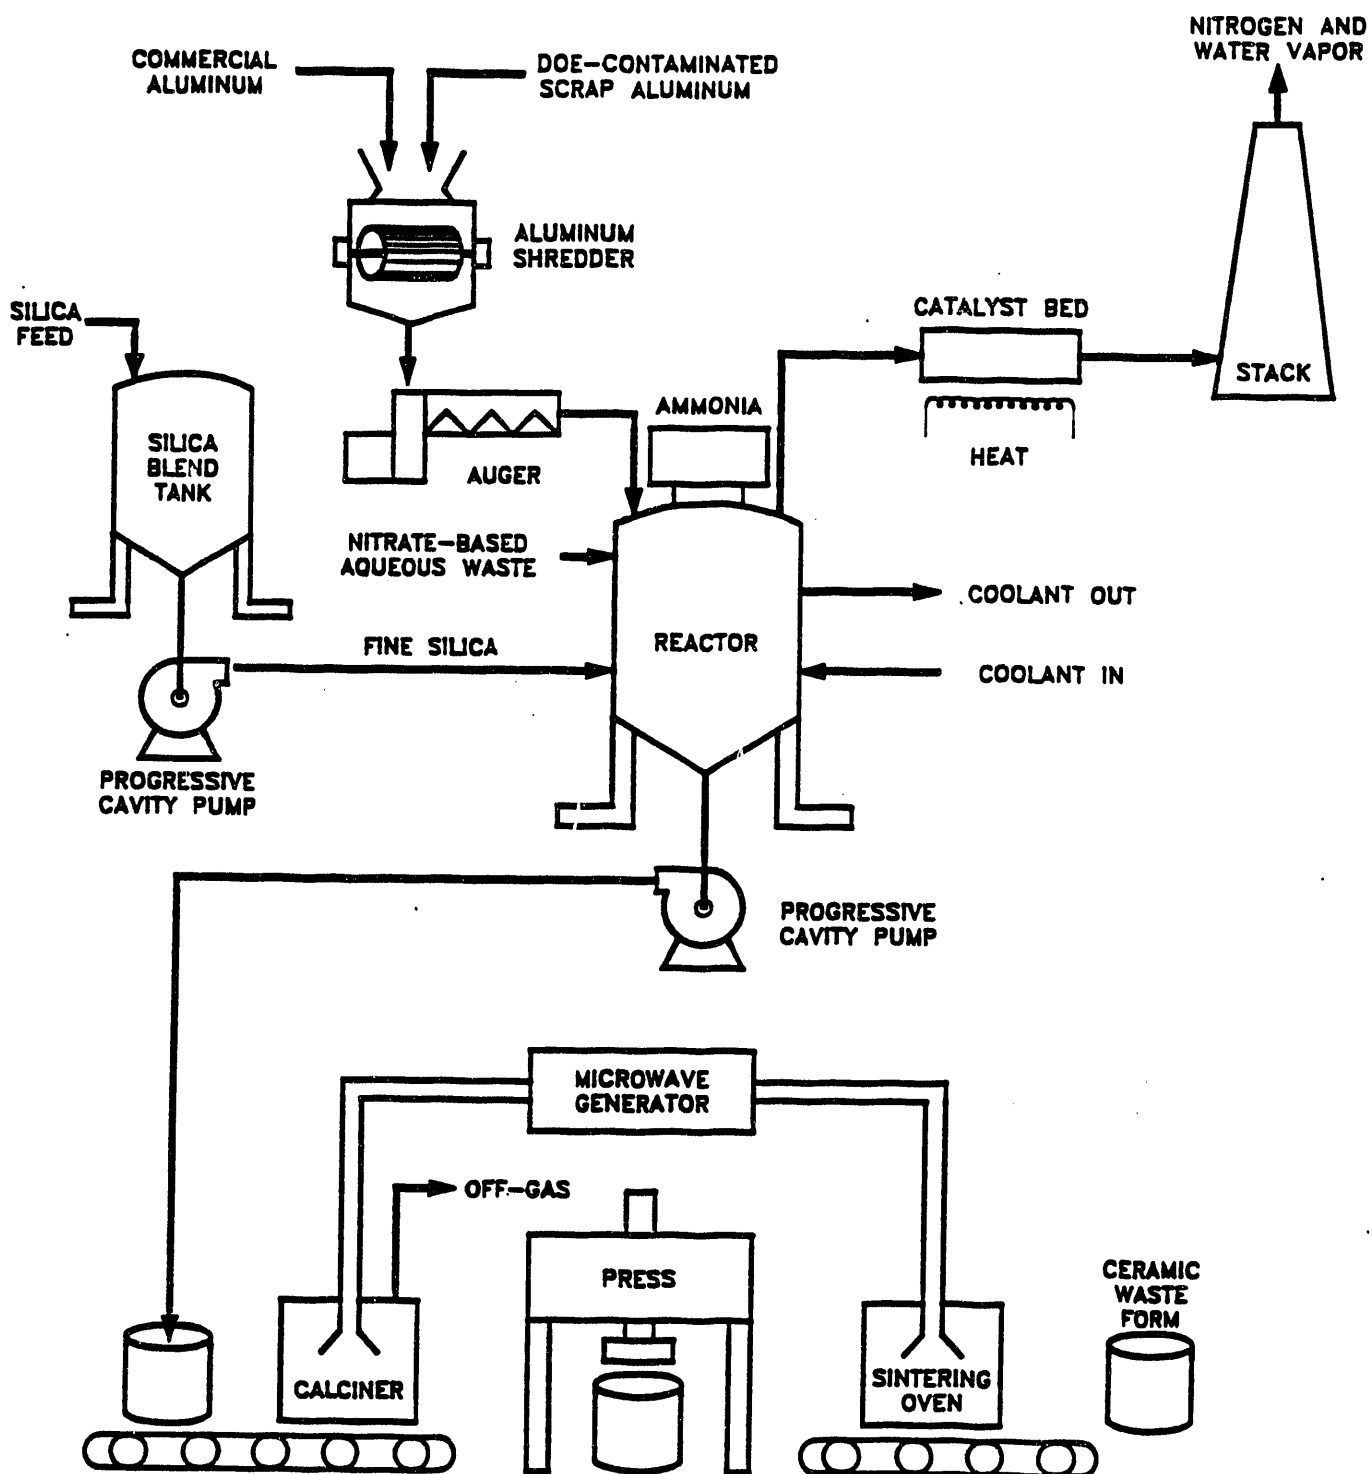 NITROGEN AND
WATER VAPOR
COMMERCIAL
ALUMINUM
DOE-CONTAMINATED
SCRAP ALUMINUM
ALUMINUM
SHREDDER
SILICA
FEED
CATALYST BED
STACK
HEAT
AMMONIA
SILICA
BLEND
TANK
AUGER
NITRATE-BASED
AQUEOUS WASTE
COOLANT OUT
FINE SILICA
REACTOR
COOLANT IN
PROGRESSIVE
CAVITY PUMP
PROGRESSIVE
CAVITY PUMP
MICROWAVE
GENERATOR
OFF-GAS
PRESS
CERAMIC
WASTE
FORM
CALCINER
SINTERING
OVEN